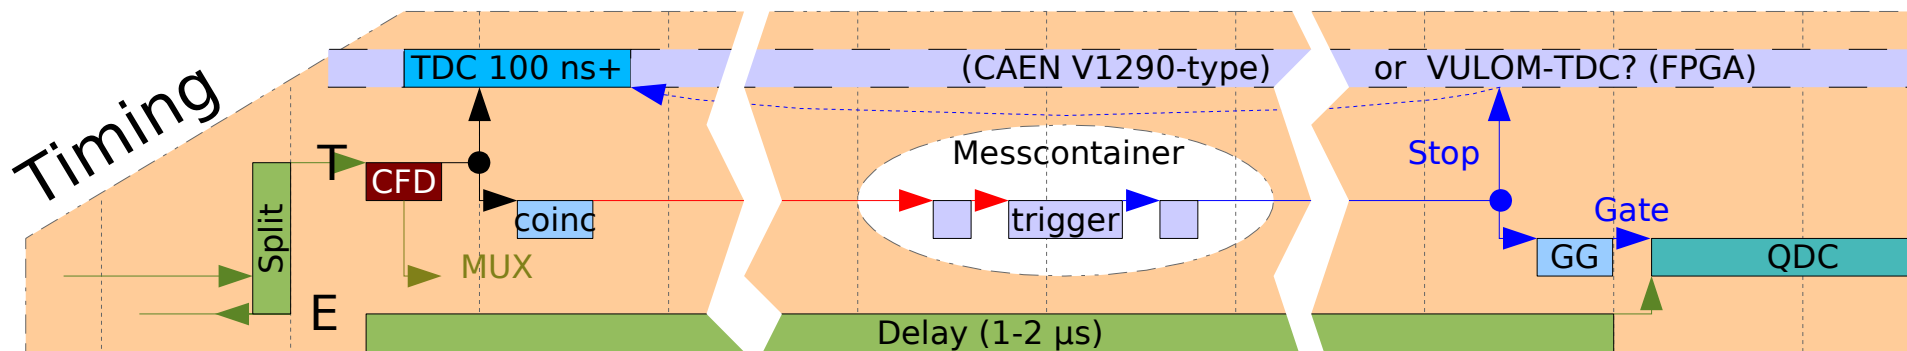 Timing
TDC 100 ns+
(CAEN V1290-type)
or VULOM-TDC? (FPGA)
T
CFD
Messcontainer
Stop
Split
coinc
trigger
Gate
MUX
GG
QDC
E
Delay (1-2 µs)